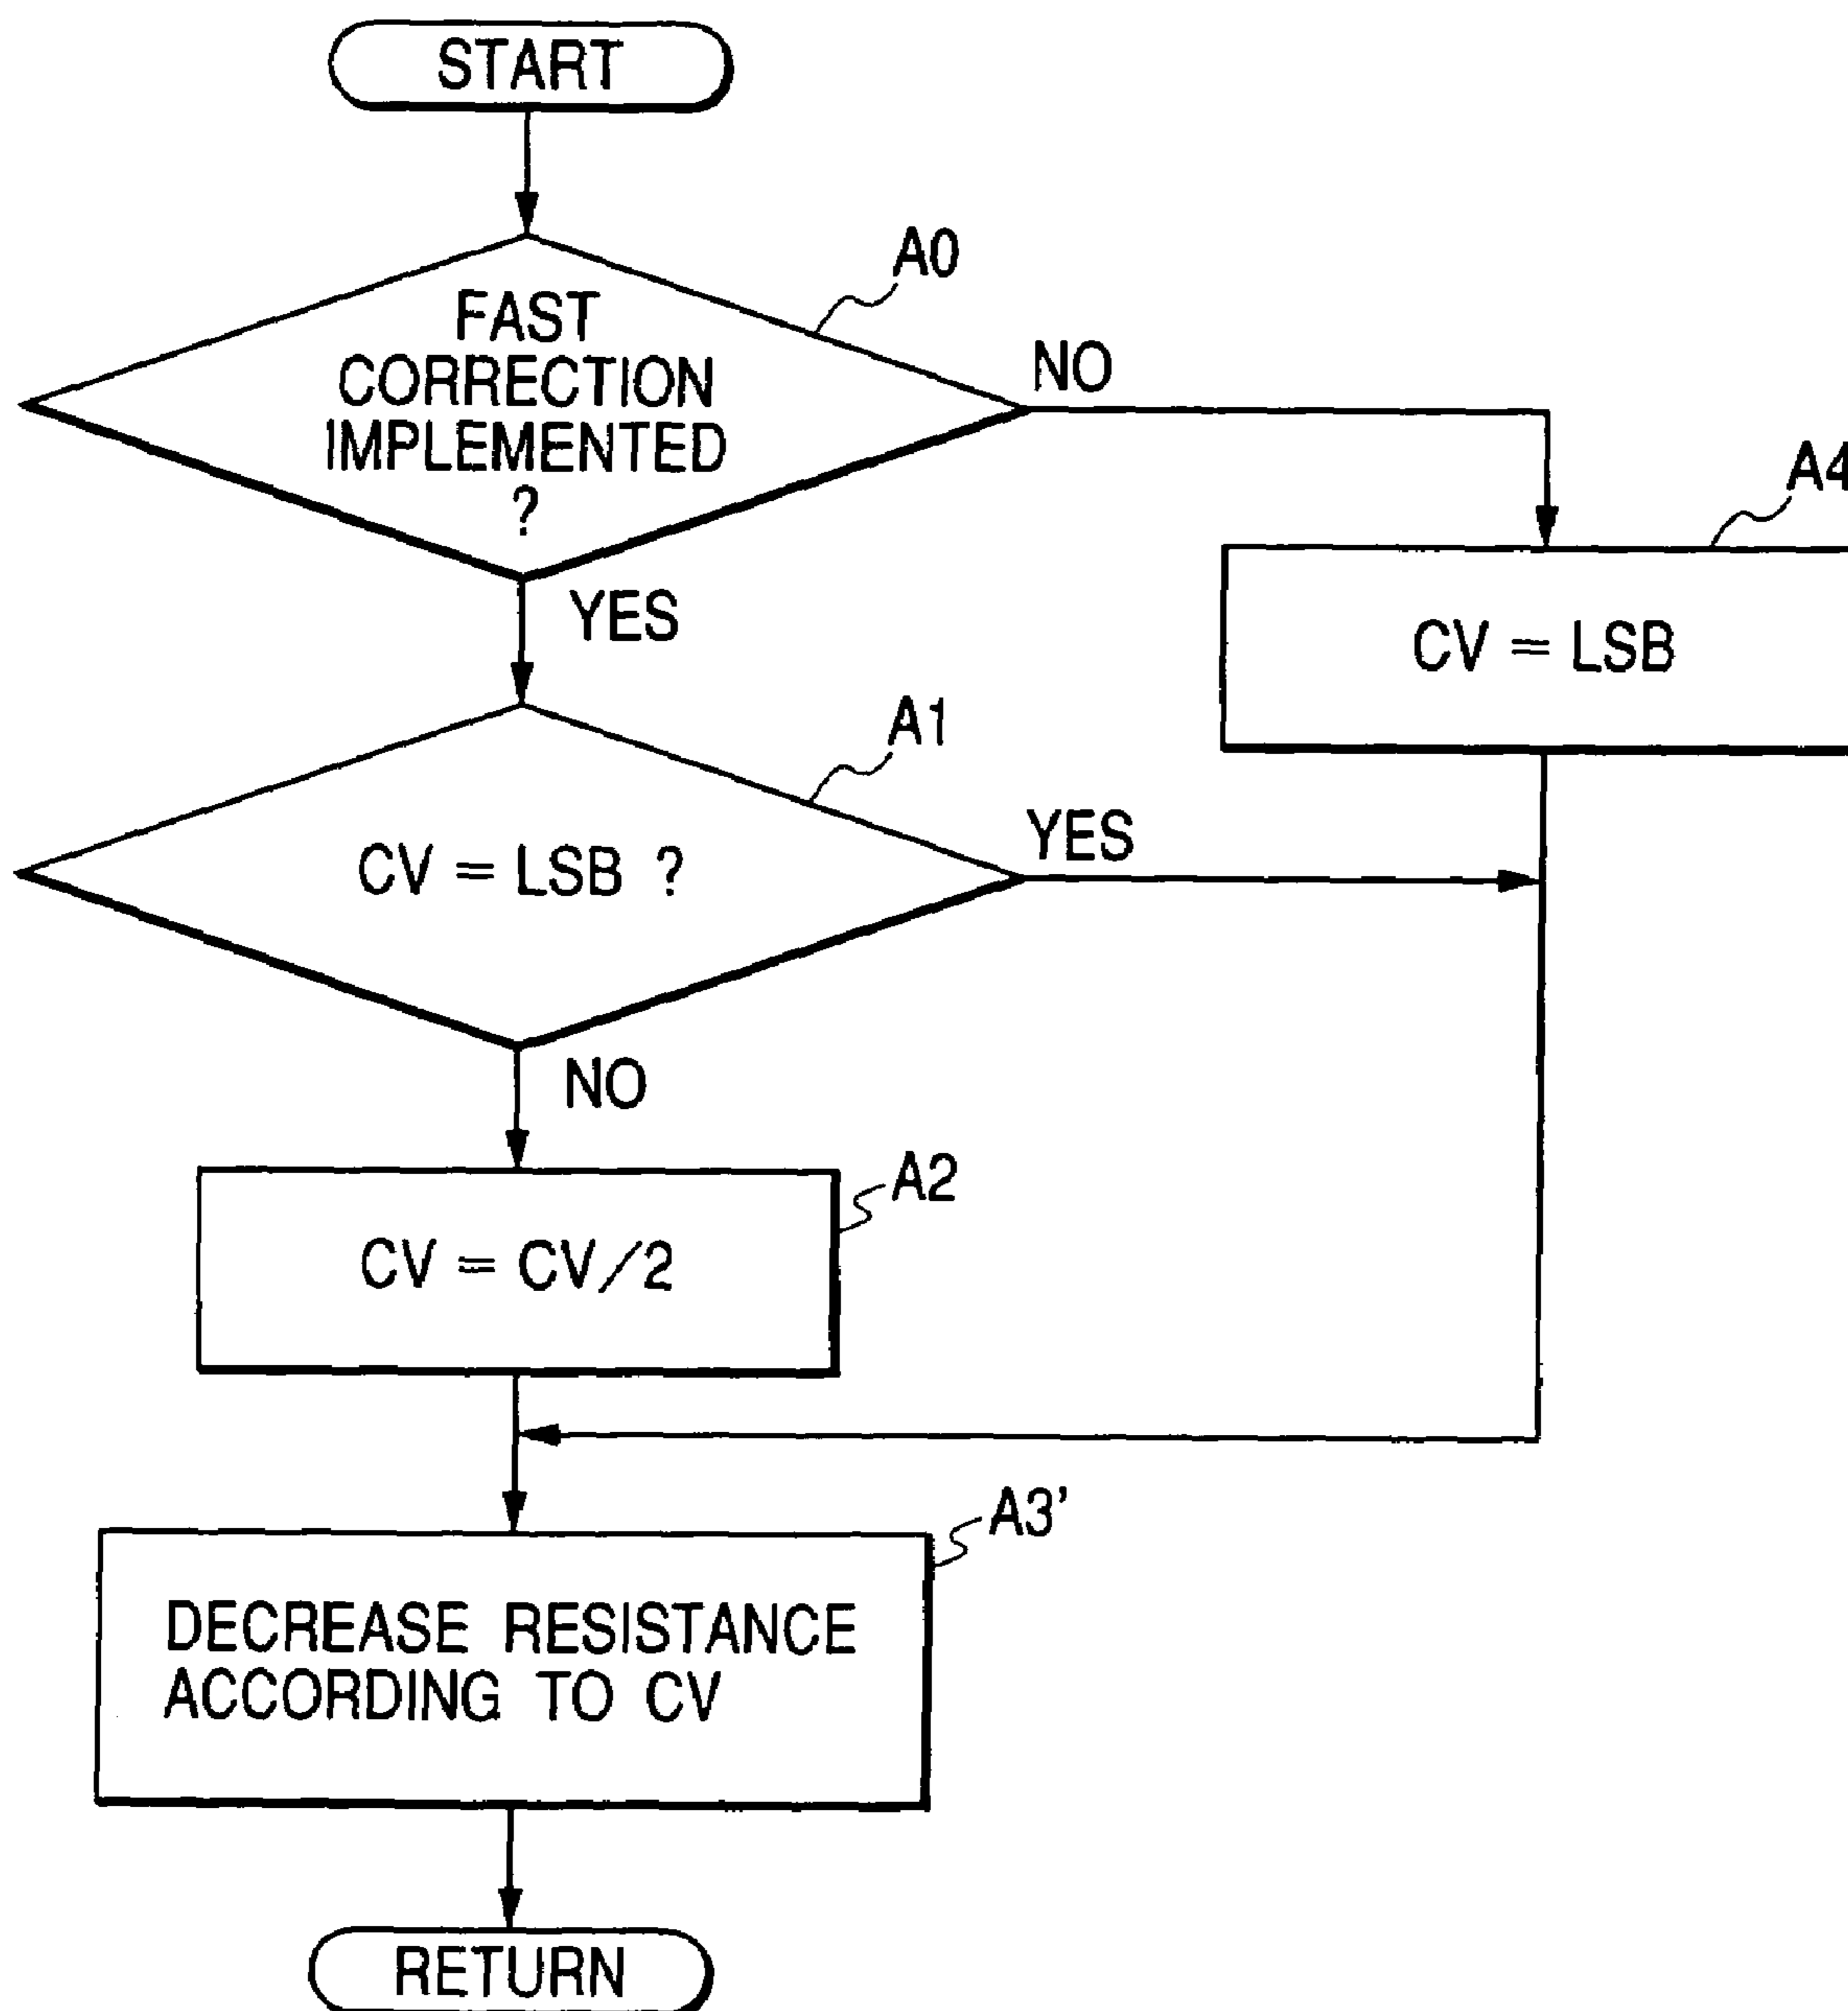 START
A0
FAST
CORRECTION
IMPLEMENTED
?
NO
YES
A4
CV = LSB
A1
CV = LSB ?
YES
NO
A2
CV = CV/2
A3'
DECREASE RESISTANCE
ACCORDING TO CV
RETURN